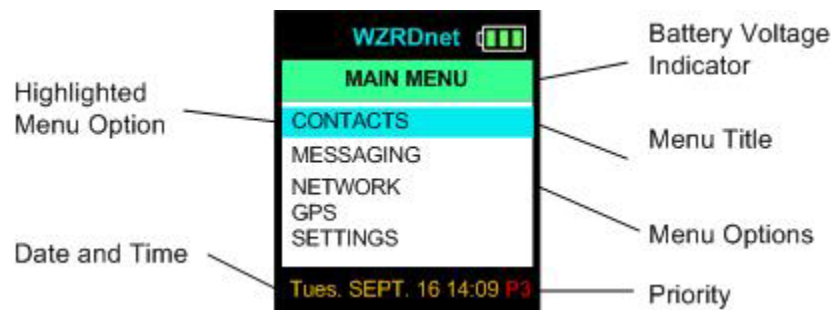 WZRDnet
Battery Voltage
Indicator
MAIN MENU
Highlighted
Menu Option
CONTACTS
MESSAGING
NETWORK
GPS
SETTINGS
Menu Title
Menu Options
Date and Time
Tues. SEPT. 16 14:09 P3
Priority